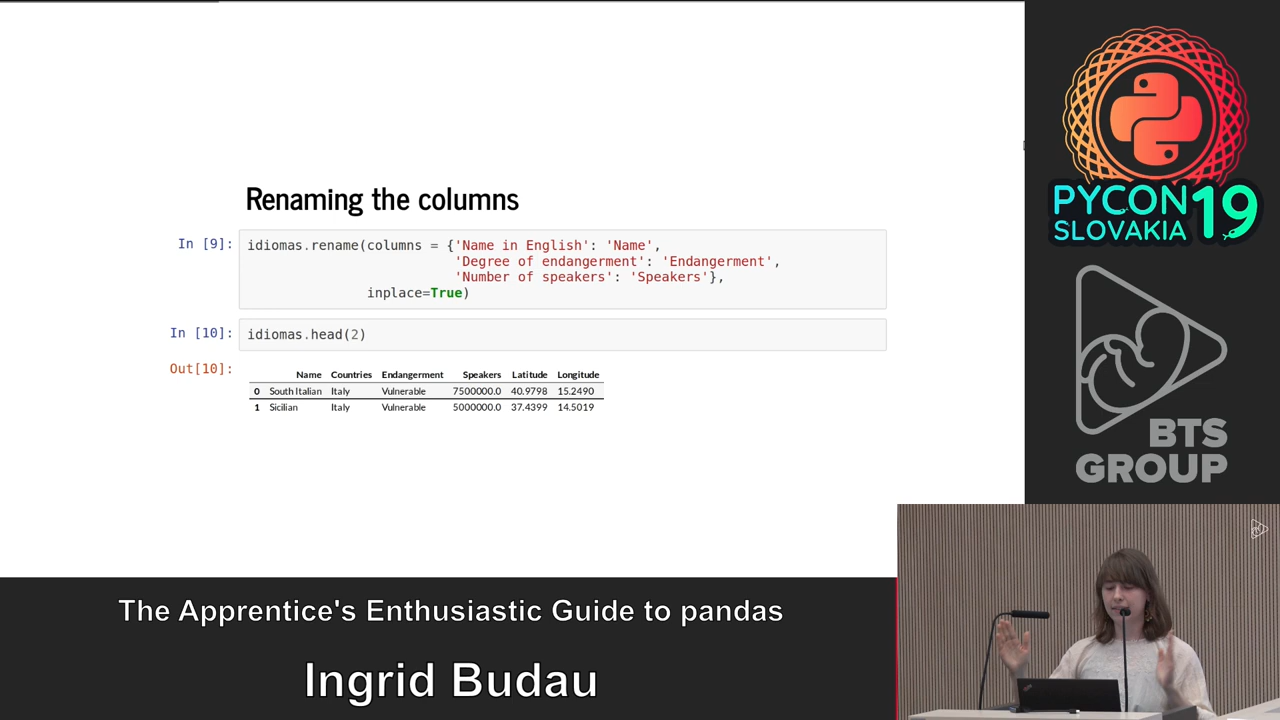 Renaming the columns
In [9]:
idiomas.rename(columns = {'Name in English': 'Name',
'Degree of endangerment': 'Endangerment',
'Number of speakers': 'Speakers'},
inplace=True)
In [10]:
idiomas.head(2)
Out[10]:
Name Countries Endangerment Speakers Latitude Longitude
0 South Italian Italy Vulnerable 7500000.0 40.9798 15.2490
1 Sicilian Italy Vulnerable 5000000.0 37.4399 14.5019
PYCON 19
SLOVAKIA
BTS
GROUP
The Apprentice's Enthusiastic Guide to pandas
Ingrid Budau